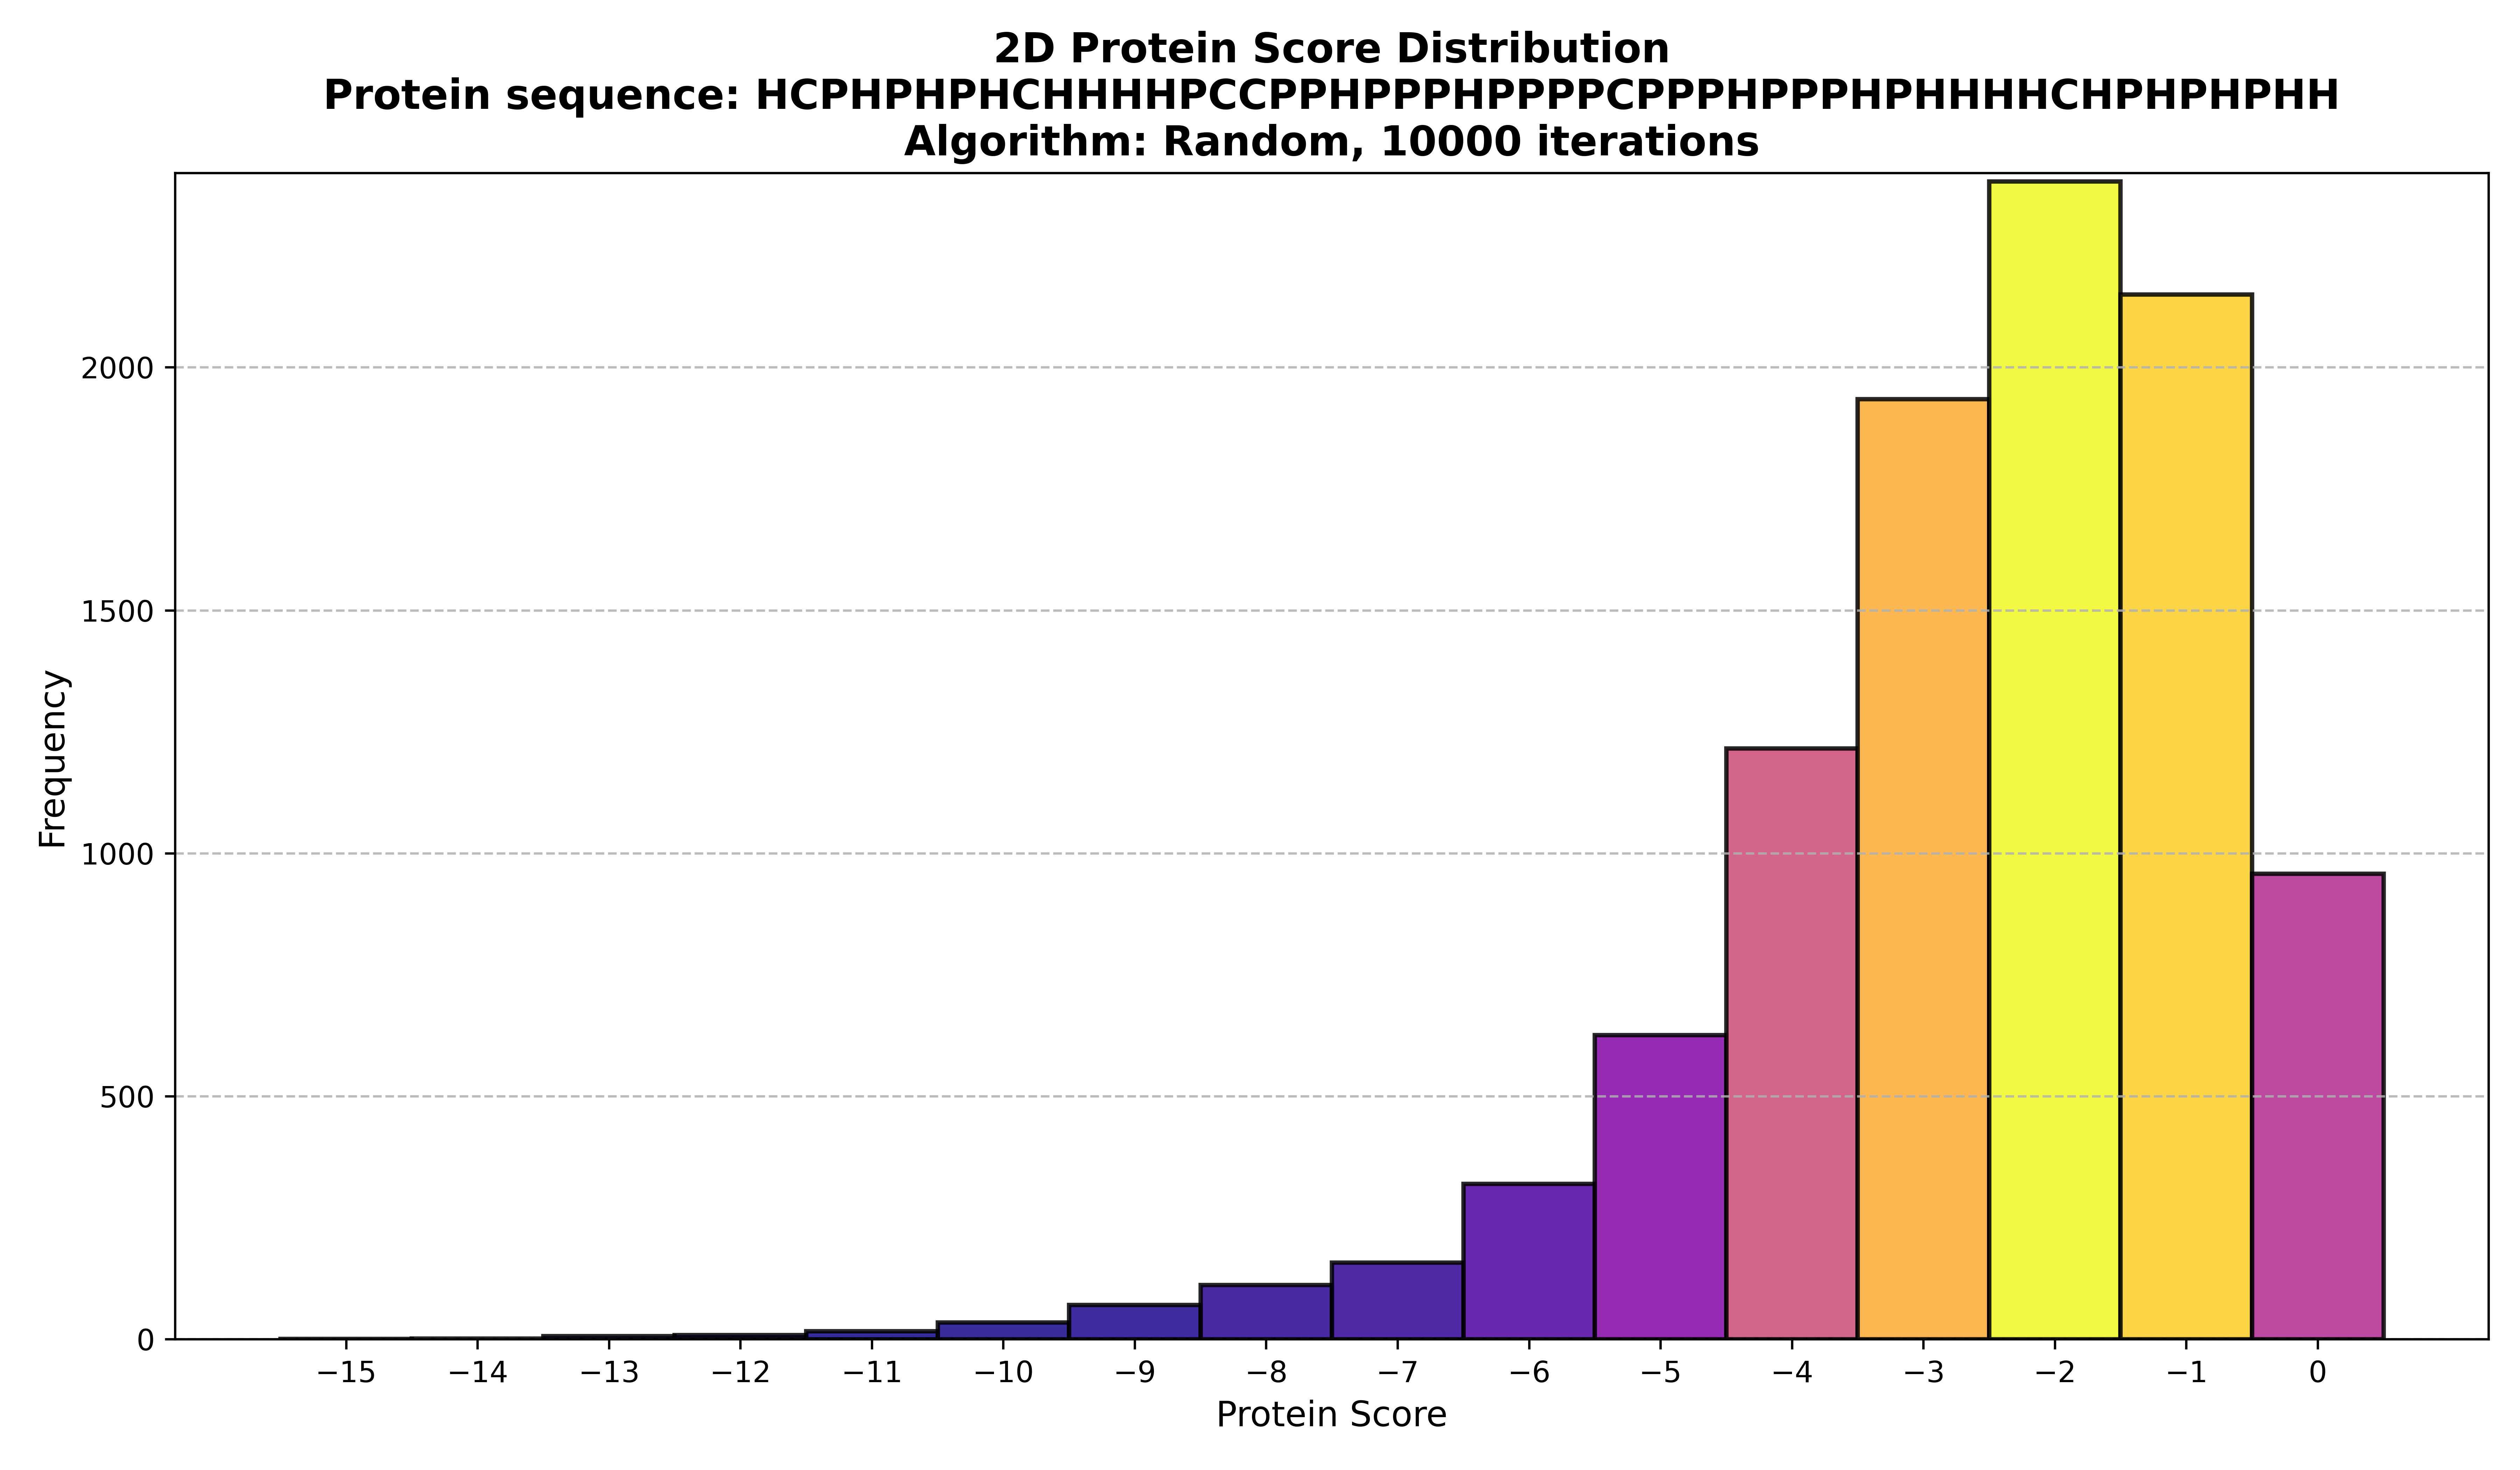 2D Protein Score Distribution
Protein sequence: HCPHPHPHCHHHHPCCPPHPPPHPPPPCPPPHPPPHPHHHHCHPHPHPHH
Algorithm: Random, 10000 iterations
2000
1500
1000
500
0
Frequency
−15 −14 −13 −12 −11 −10 −9 −8 −7 −6 −5 −4 −3 −2 −1 0
Protein Score